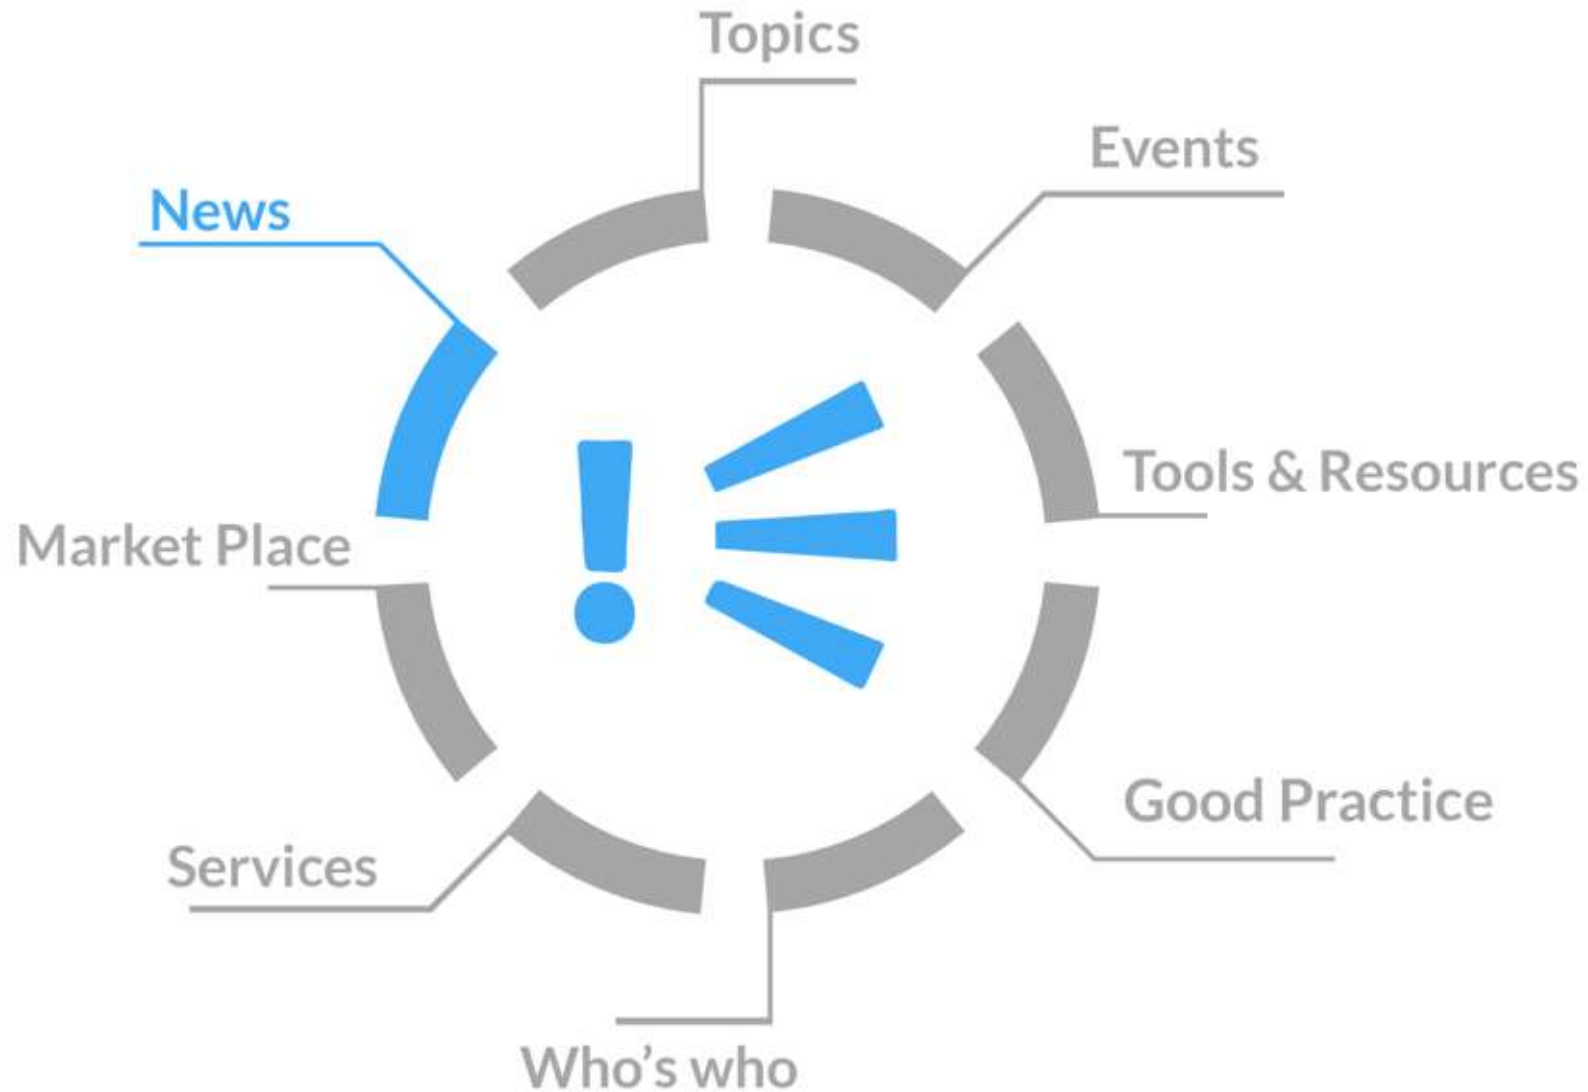 Topics
Events
News
Tools & Resources
Market Place
Good Practice
Services
Who's who